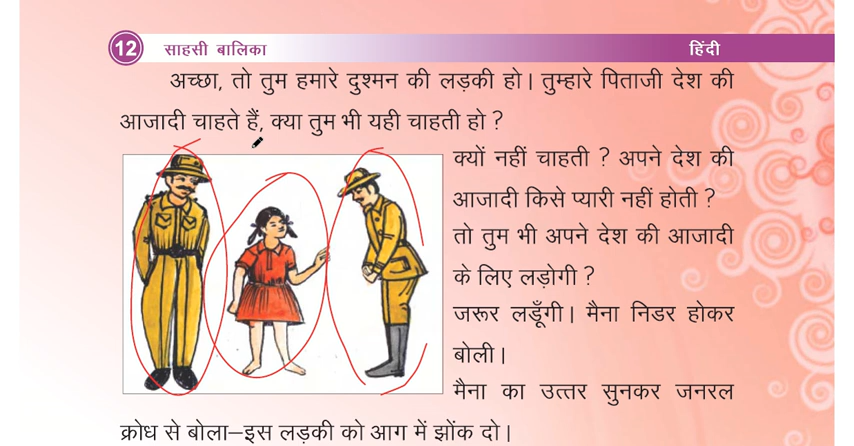 12 साहसी बालिका हिंदी
अच्छा, तो तुम हमारे दुश्मन की लड़की हो। तुम्हारे पिताजी देश की
आजादी चाहते हैं, क्या तुम भी यही चाहती हो ?
क्यों नहीं चाहती ? अपने देश की
आजादी किसे प्यारी नहीं होती ?
तो तुम भी अपने देश की आजादी
के लिए लड़ोगी ?
जरूर लडूँगी। मैना निडर होकर
बोली।
मैना का उत्तर सुनकर जनरल
क्रोध से बोला–इस लड़की को आग में झोंक दो।